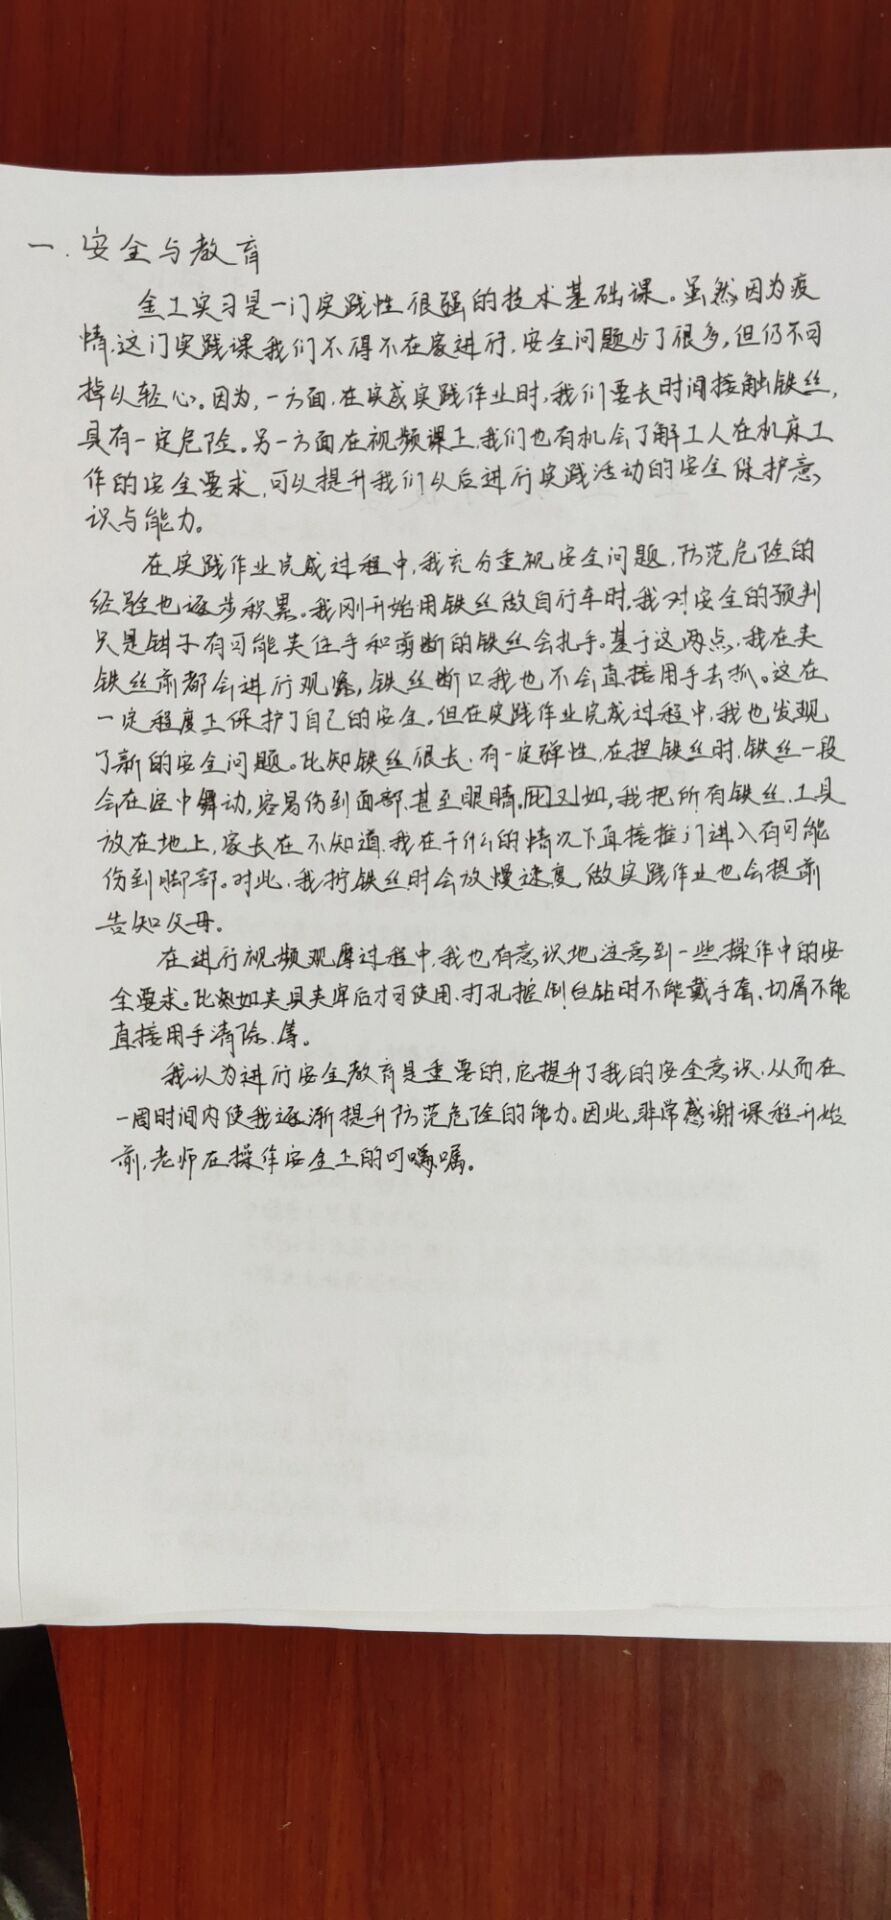 一.安全与教育
金工实习是一门实践性很强的技术基础课。虽然因为疫
情,这门实践课我们不得不在家进行,安全问题少了很多,但仍不可
掉以轻心。因为,一方面,在完成实践作业时,我们要长时间接触铁丝,
具有一定危险。另一方面在视频课上,我们也有机会了解工人在机床工
作的安全要求,可以提升我们以后进行实践活动的安全保护意
识与能力。
在实践作业完成过程中,我充分重视安全问题,防范危险的
经验也逐步积累。我刚开始用铁丝做自行车时,我对安全的预判
只是钳子有可能夹住手和剪断的铁丝会扎手。基于这两点,我在夹
铁丝前都会进行观察,铁丝断口我也不会直接用手去抓。这在
一定程度上保护了自己的安全。但在实践作业完成过程中,我也发现
了新的安全问题。比如铁丝很长,有一定弹性,在捏铁丝时,铁丝一段
会在空中舞动,容易伤到面部,甚至眼睛。又如,我把所有铁丝、工具
放在地上,家长在不知道我在干什么的情况下直接推门进入有可能
伤到脚部。对此,我拧铁丝时会放慢速度,做实践作业也会提前
告知父母。
在进行视频观摩过程中,我也有意识地注意到一些操作中的安
全要求。比如夹具夹牢后才可使用,打孔操作台钻时不能戴手套,切屑不能
直接用手清除,等。
我认为进行安全教育是重要的,它提升了我的安全意识,从而在
一周时间内使我逐渐提升防范危险的能力。因此,非常感谢课程开始
前,老师在操作安全上的叮嘱。